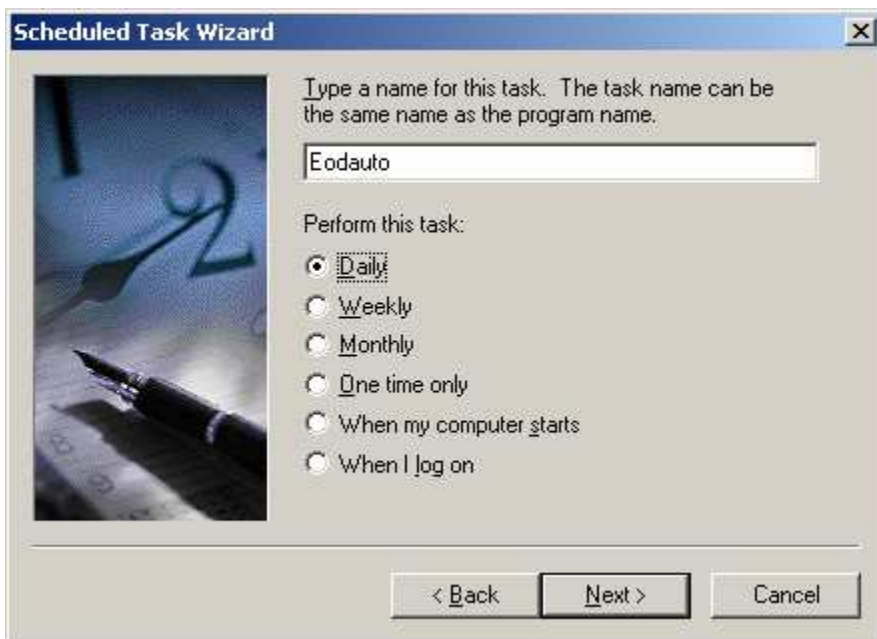 Scheduled Task Wizard
Type a name for this task. The task name can be
the same name as the program name.
Eodauto
Perform this task:
Daily
Weekly
Monthly
One time only
When my computer starts
When I log on
< Back
Next >
Cancel